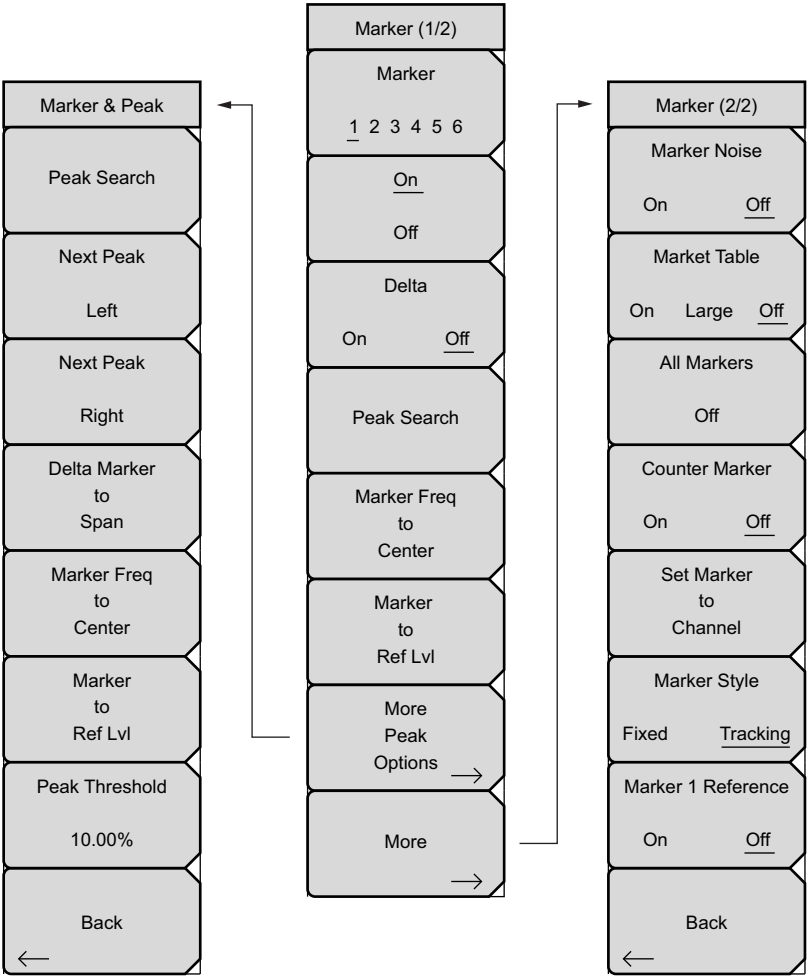 Marker & Peak
Peak Search
Next Peak
Left
Next Peak
Right
Delta Marker
to
Span
Marker Freq
to
Center
Marker
to
Ref Lvl
Peak Threshold
10.00%
Back
Marker (1/2)
Marker
1 2 3 4 5 6
On
Off
Delta
On Off
Peak Search
Marker Freq
to
Center
Marker
to
Ref Lvl
More
Peak
Options
More
Marker (2/2)
Marker Noise
On Off
Market Table
On Large Off
All Markers
Off
Counter Marker
On Off
Set Marker
to
Channel
Marker Style
Fixed Tracking
Marker 1 Reference
On Off
Back